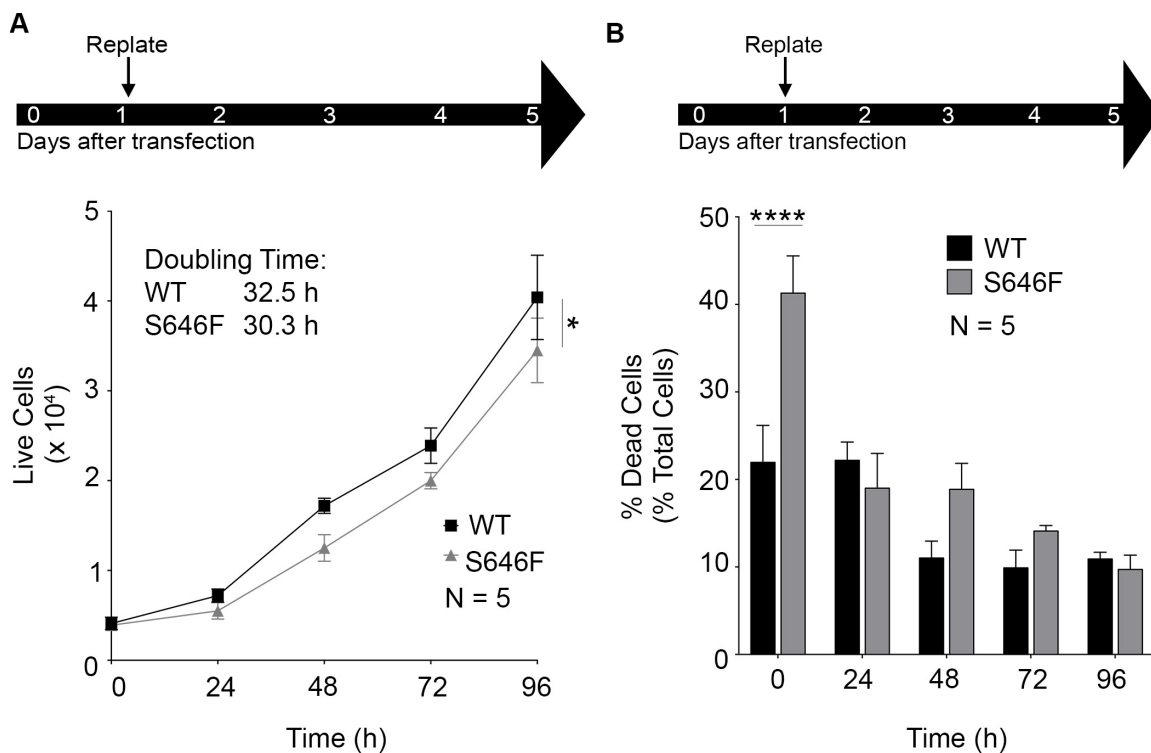 A
Replate
0 1 2 3 4 5
Days after transfection
5
4
3
2
1
0
Live Cells
(x 10⁴)
Doubling Time:
WT 32.5 h
S646F 30.3 h
*
WT
S646F
N = 5
0 24 48 72 96
Time (h)
B
Replate
0 1 2 3 4 5
Days after transfection
50
40
30
20
10
0
% Dead Cells
(% Total Cells)
****
WT
S646F
N = 5
0 24 48 72 96
Time (h)